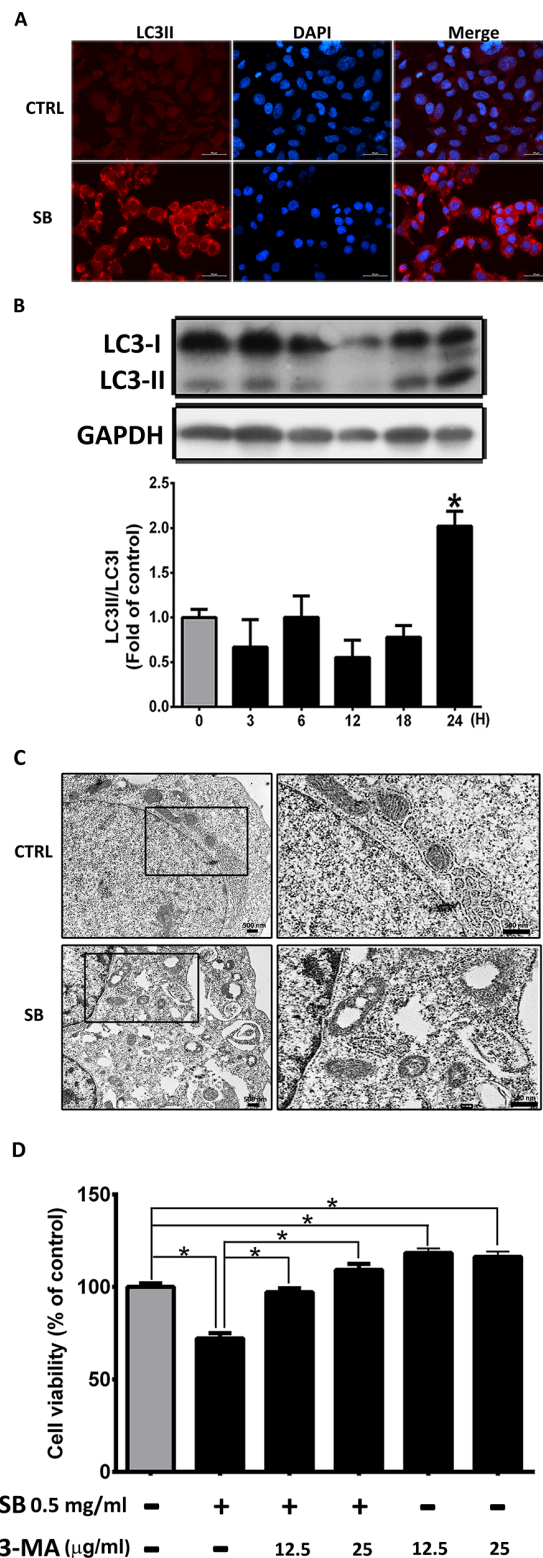 A
LC3II DAPI Merge
CTRL
SB
B
LC3-I
LC3-II
GAPDH
2.5
2.0
1.5
1.0
0.5
0.0
LC3II/LC3I
(Fold of control)
*
0 3 6 12 18 24 (H)
C
CTRL
500 nm 500 nm
SB
500 nm 500 nm
D
150
100
50
0
Cell viability (% of control)
* * * * * *
SB 0.5 mg/ml - + + + - -
3-MA (μg/ml) - - 12.5 25 12.5 25